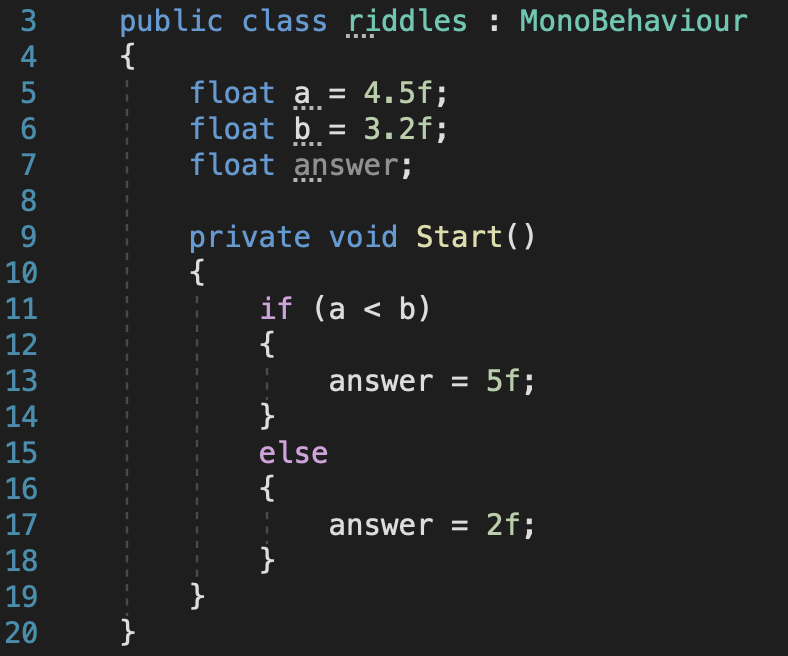 3 public class riddles : MonoBehaviour
4 {
5 float a = 4.5f;
6 float b = 3.2f;
7 float answer;
8
9 private void Start()
10 {
11 if (a < b)
12 {
13 answer = 5f;
14 }
15 else
16 {
17 answer = 2f;
18 }
19 }
20 }